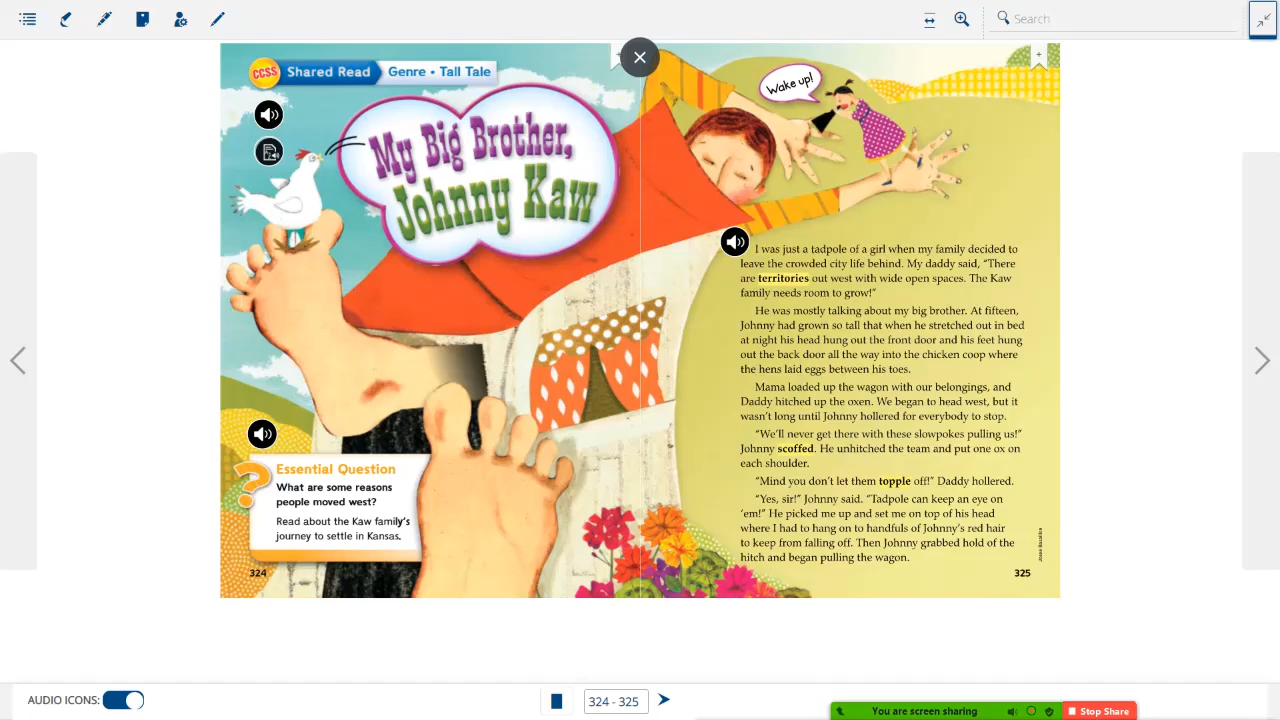 Search
CCSS Shared Read Genre • Tall Tale
My Big Brother,
Johnny Kaw
Wake up!
I was just a tadpole of a girl when my family decided to
leave the crowded city life behind. My daddy said, “There
are territories out west with wide open spaces. The Kaw
family needs room to grow!”
He was mostly talking about my big brother. At fifteen,
Johnny had grown so tall that when he stretched out in bed
at night his head hung out the front door and his feet hung
out the back door all the way into the chicken coop where
the hens laid eggs between his toes.
Mama loaded up the wagon with our belongings, and
Daddy hitched up the oxen. We began to head west, but it
wasn’t long until Johnny hollered for everybody to stop.
“We’ll never get there with these slowpokes pulling us!”
Johnny scoffed. He unhitched the team and put one ox on
each shoulder.
“Mind you don’t let them topple off!” Daddy hollered.
“Yes, sir!” Johnny said. “Tadpole can keep an eye on
’em!” He picked me up and set me on top of his head
where I had to hang on to handfuls of Johnny’s red hair
to keep from falling off. Then Johnny grabbed hold of the
hitch and began pulling the wagon.
? Essential Question
What are some reasons
people moved west?
Read about the Kaw family’s
journey to settle in Kansas.
324
325
AUDIO ICONS:
324 - 325
You are screen sharing
Stop Share